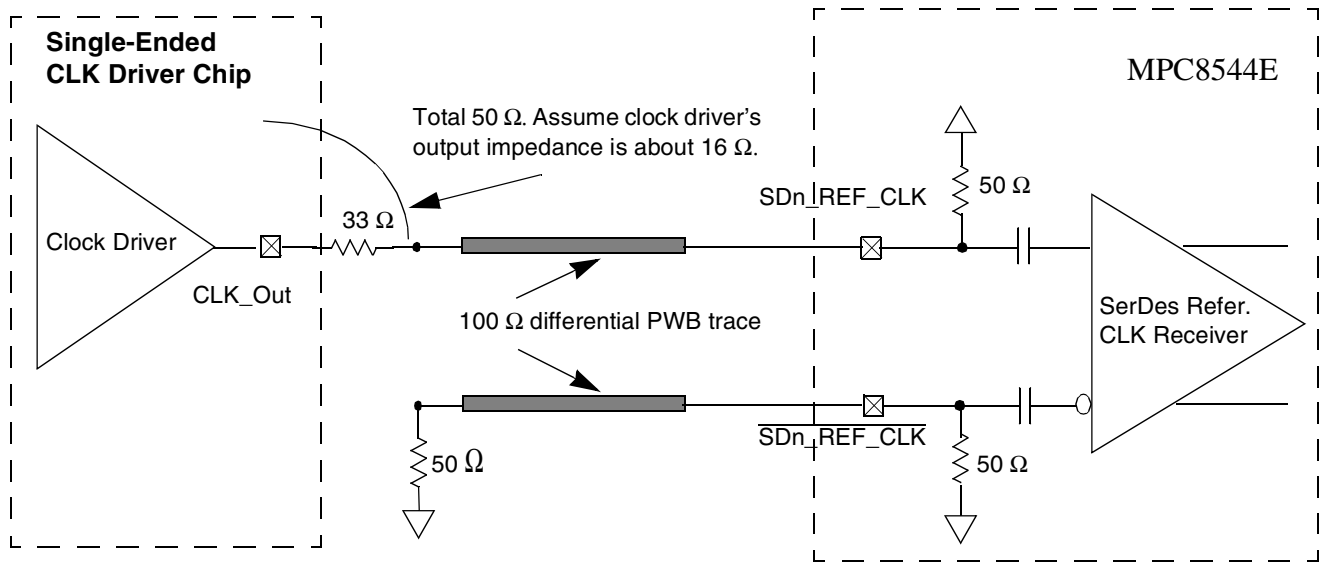 Single-Ended
CLK Driver Chip
MPC8544E
Total 50 Ω. Assume clock driver’s
output impedance is about 16 Ω.
SDn_REF_CLK
50 Ω
33 Ω
Clock Driver
CLK_Out
100 Ω differential PWB trace
SerDes Refer.
CLK Receiver
SDn_REF_CLK
50 Ω
50 Ω